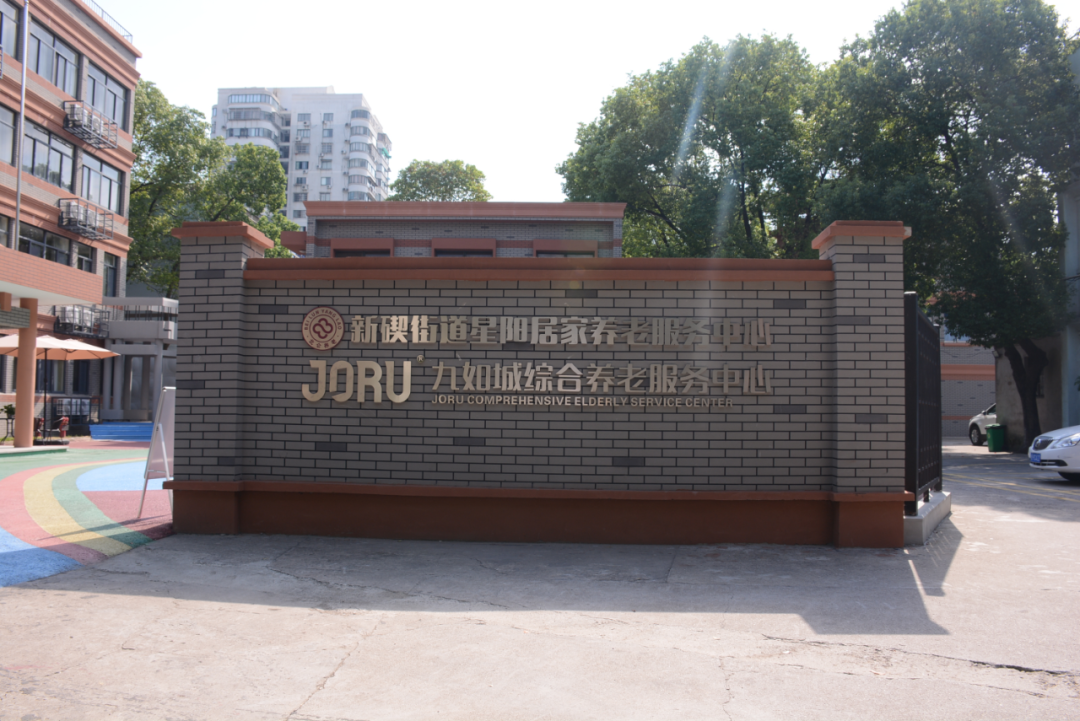 新碶街道星阳居家养老服务中心
JORU® 九如城综合养老服务中心
JORU COMPREHENSIVE ELDERLY SERVICE CENTER